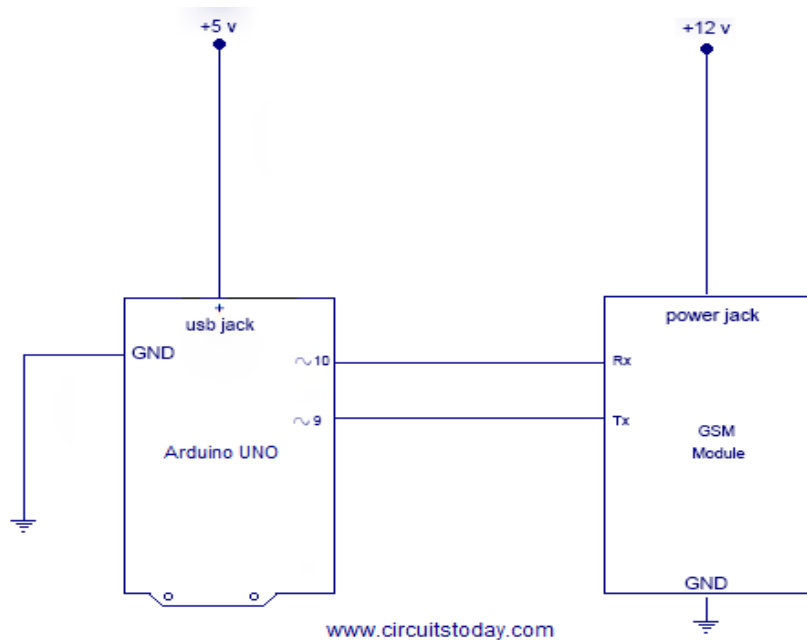 +5 v
+12 v
+
usb jack
power jack
GND
~10
Rx
~9
Tx
Arduino UNO
GSM
Module
GND
www.circuitstoday.com